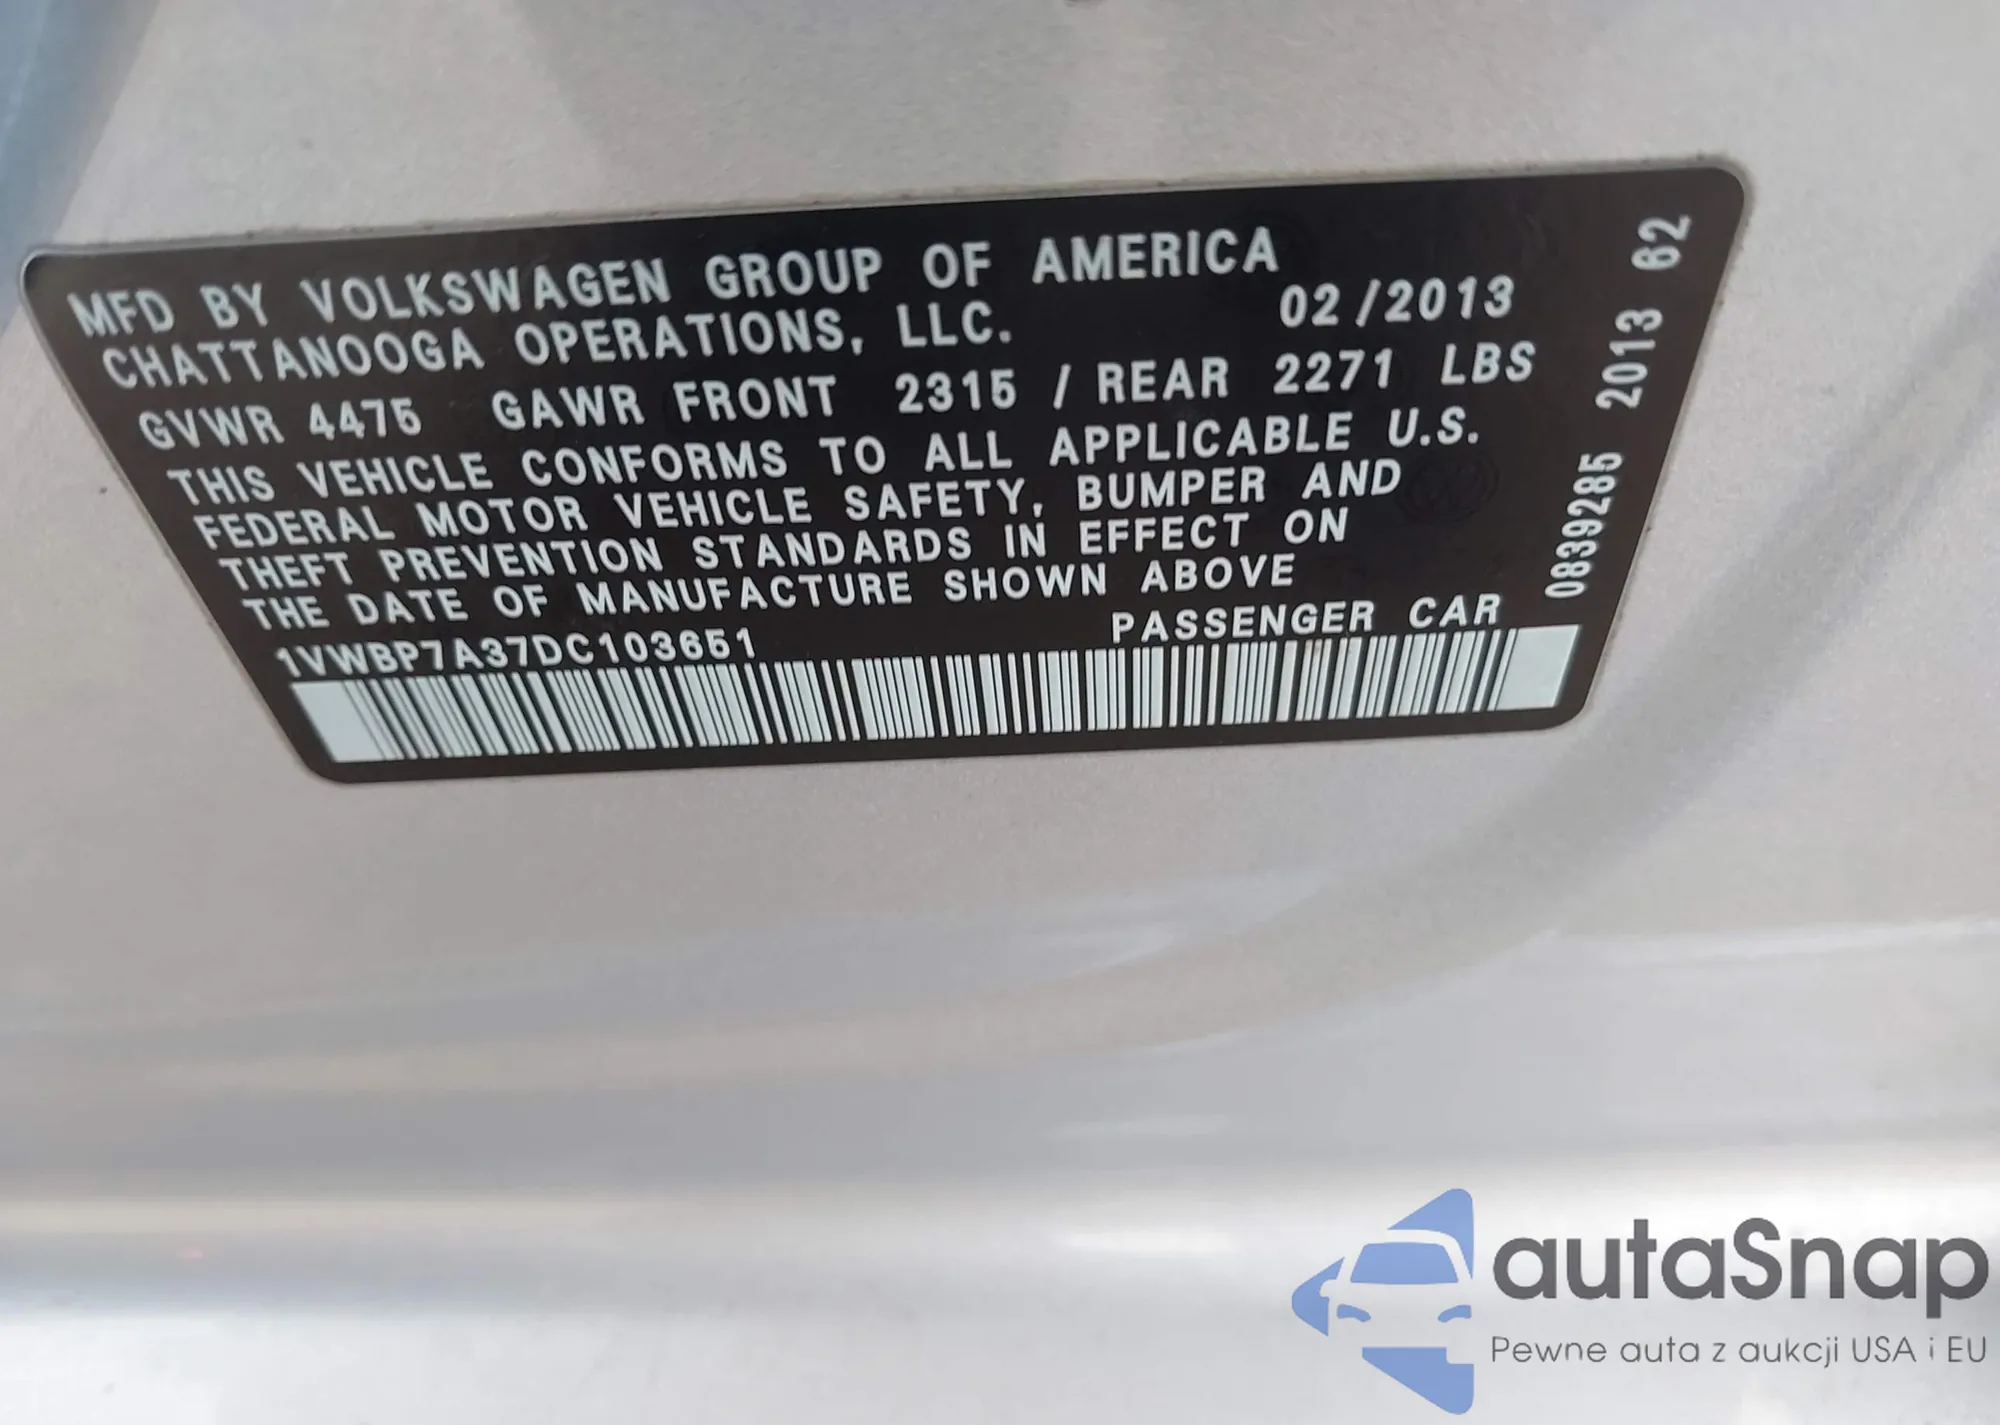 MFD BY VOLKSWAGEN GROUP OF AMERICA
CHATTANOOGA OPERATIONS, LLC. 02/2013
GVWR 4475 GAWR FRONT 2315 / REAR 2271 LBS
THIS VEHICLE CONFORMS TO ALL APPLICABLE U.S.
FEDERAL MOTOR VEHICLE SAFETY, BUMPER AND
THEFT PREVENTION STANDARDS IN EFFECT ON
THE DATE OF MANUFACTURE SHOWN ABOVE
1VWBP7A37DC103651 PASSENGER CAR
0839285 2013 62
autaSnap
Pewne auta z aukcji USA i EU